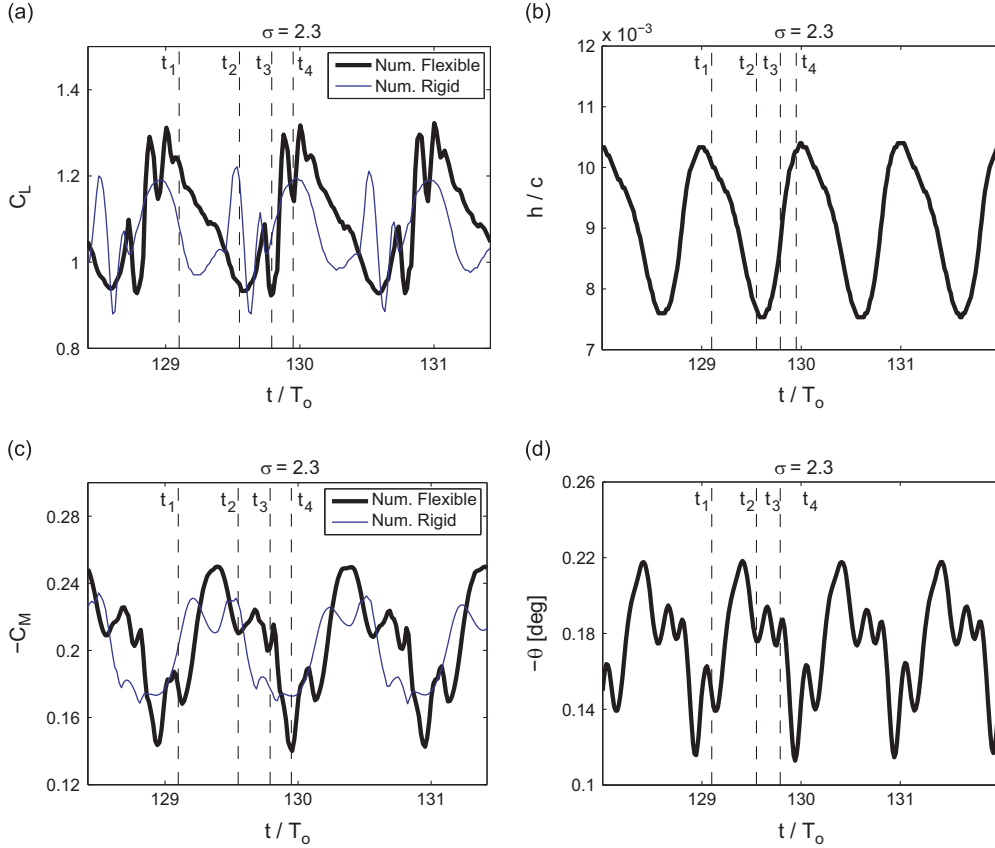 (a)
σ = 2.3
t1 t2 t3 t4
Num. Flexible
Num. Rigid
1.4
1.2
1
0.8
CL
129 130 131
t / To
(b)
x 10−3
σ = 2.3
t1 t2 t3 t4
12
11
10
9
8
7
h / c
129 130 131
t / To
(c)
σ = 2.3
t1 t2 t3 t4
Num. Flexible
Num. Rigid
0.28
0.24
0.2
0.16
0.12
−CM
129 130 131
t / To
(d)
σ = 2.3
t1 t2 t3 t4
0.26
0.22
0.18
0.14
0.1
−θ [deg]
129 130 131
t / To